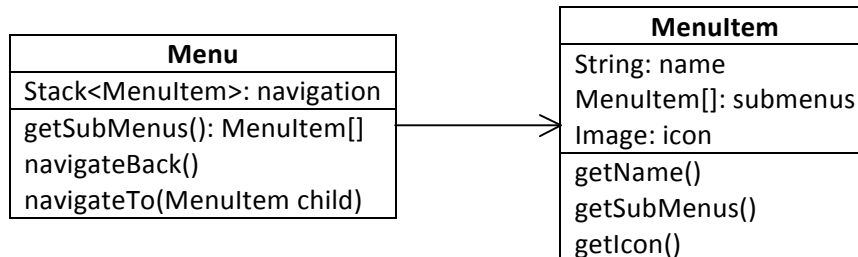 Menu
Stack<MenuItem>: navigation
getSubMenus(): MenuItem[]
navigateBack()
navigateTo(MenuItem child)
MenuItem
String: name
MenuItem[]: submenus
Image: icon
getName()
getSubMenus()
getIcon()